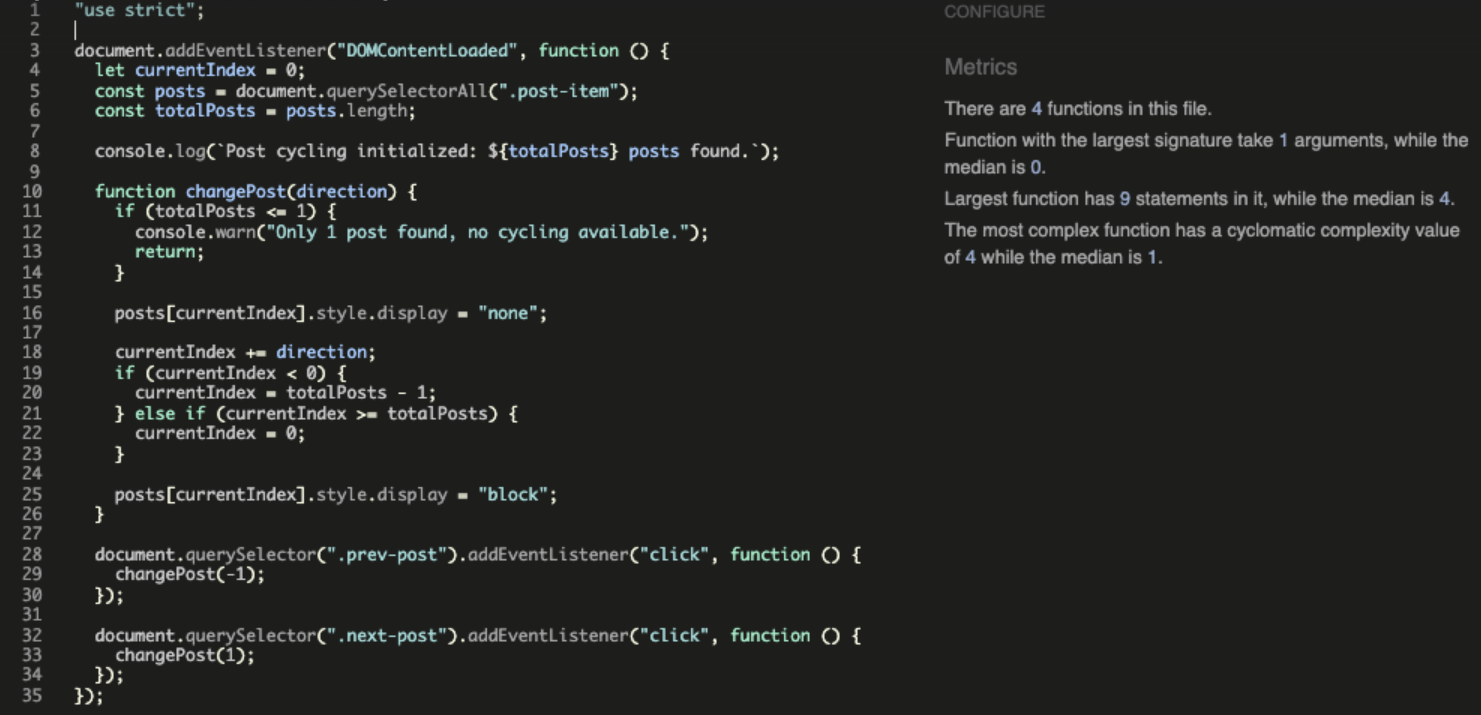 1 "use strict";
2
3 document.addEventListener("DOMContentLoaded", function () {
4   let currentIndex = 0;
5   const posts = document.querySelectorAll(".post-item");
6   const totalPosts = posts.length;
7
8   console.log(`Post cycling initialized: ${totalPosts} posts found.`);
9
10   function changePost(direction) {
11     if (totalPosts <= 1) {
12       console.warn("Only 1 post found, no cycling available.");
13       return;
14     }
15
16     posts[currentIndex].style.display = "none";
17
18     currentIndex += direction;
19     if (currentIndex < 0) {
20       currentIndex = totalPosts - 1;
21     } else if (currentIndex >= totalPosts) {
22       currentIndex = 0;
23     }
24
25     posts[currentIndex].style.display = "block";
26   }
27
28   document.querySelector(".prev-post").addEventListener("click", function () {
29     changePost(-1);
30   });
31
32   document.querySelector(".next-post").addEventListener("click", function () {
33     changePost(1);
34   });
35 });
CONFIGURE
Metrics
There are 4 functions in this file.
Function with the largest signature take 1 arguments, while the
median is 0.
Largest function has 9 statements in it, while the median is 4.
The most complex function has a cyclomatic complexity value
of 4 while the median is 1.